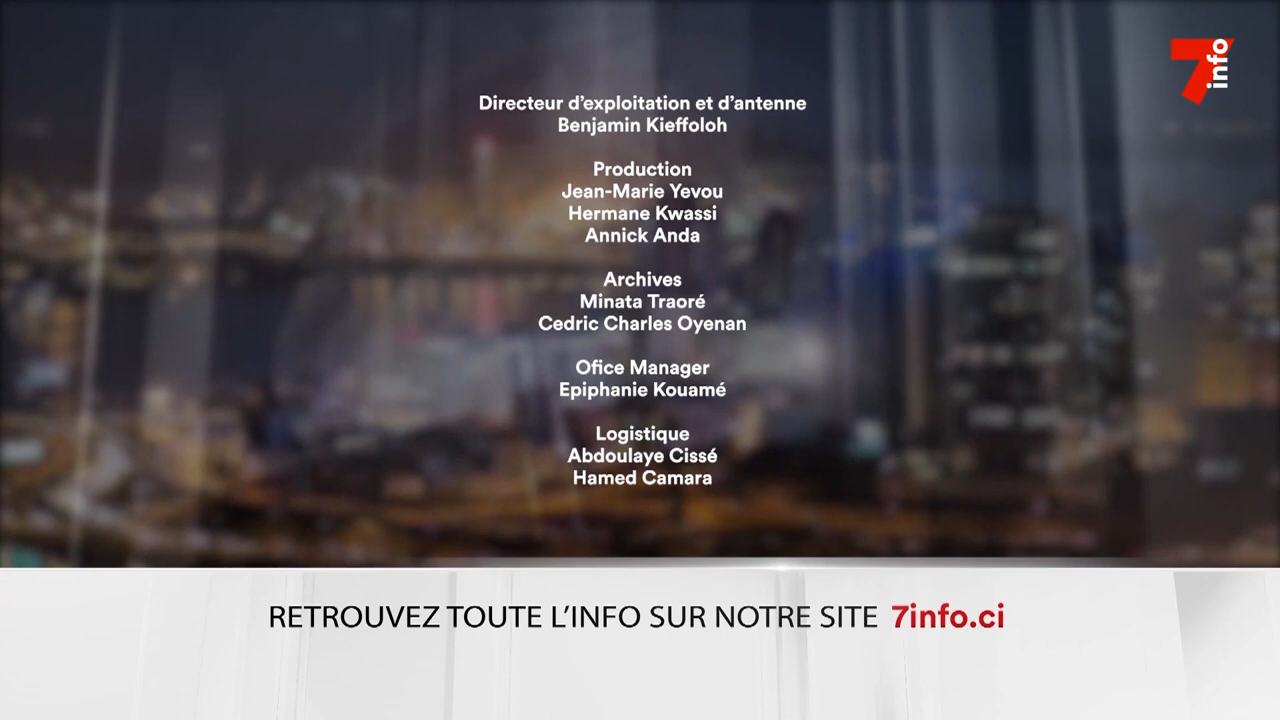 7info
Directeur d'exploitation et d'antenne
Benjamin Kieffoloh
Production
Jean-Marie Yevou
Hermane Kwassi
Annick Anda
Archives
Minata Traoré
Cedric Charles Oyenan
Ofice Manager
Epiphanie Kouamé
Logistique
Abdoulaye Cissé
Hamed Camara
RETROUVEZ TOUTE L'INFO SUR NOTRE SITE 7info.ci